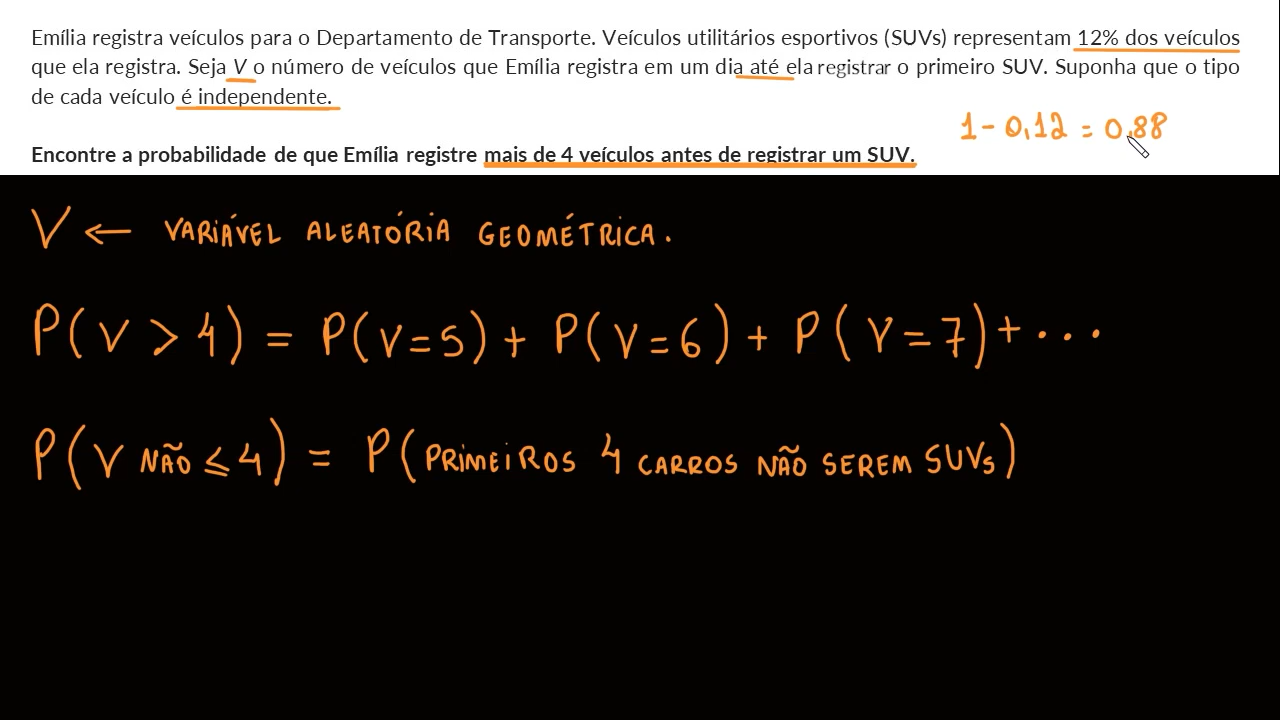 Emília registra veículos para o Departamento de Transporte. Veículos utilitários esportivos (SUVs) representam 12% dos veículos
que ela registra. Seja V o número de veículos que Emília registra em um dia até ela registrar o primeiro SUV. Suponha que o tipo
de cada veículo é independente.
1 - 0,12 = 0,88
Encontre a probabilidade de que Emília registre mais de 4 veículos antes de registrar um SUV.
V ← VARIÁVEL ALEATÓRIA GEOMÉTRICA.
P(V > 4) = P(V=5) + P(V=6) + P(V=7) + ...
P(V NÃO ≤ 4) = P(PRIMEIROS 4 CARROS NÃO SEREM SUVs)